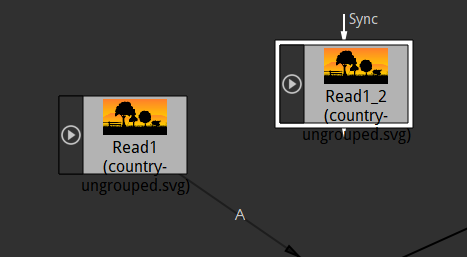 Sync
Read1_2
(country-
ungrouped.svg)
Read1
(country-
ungrouped.svg)
A